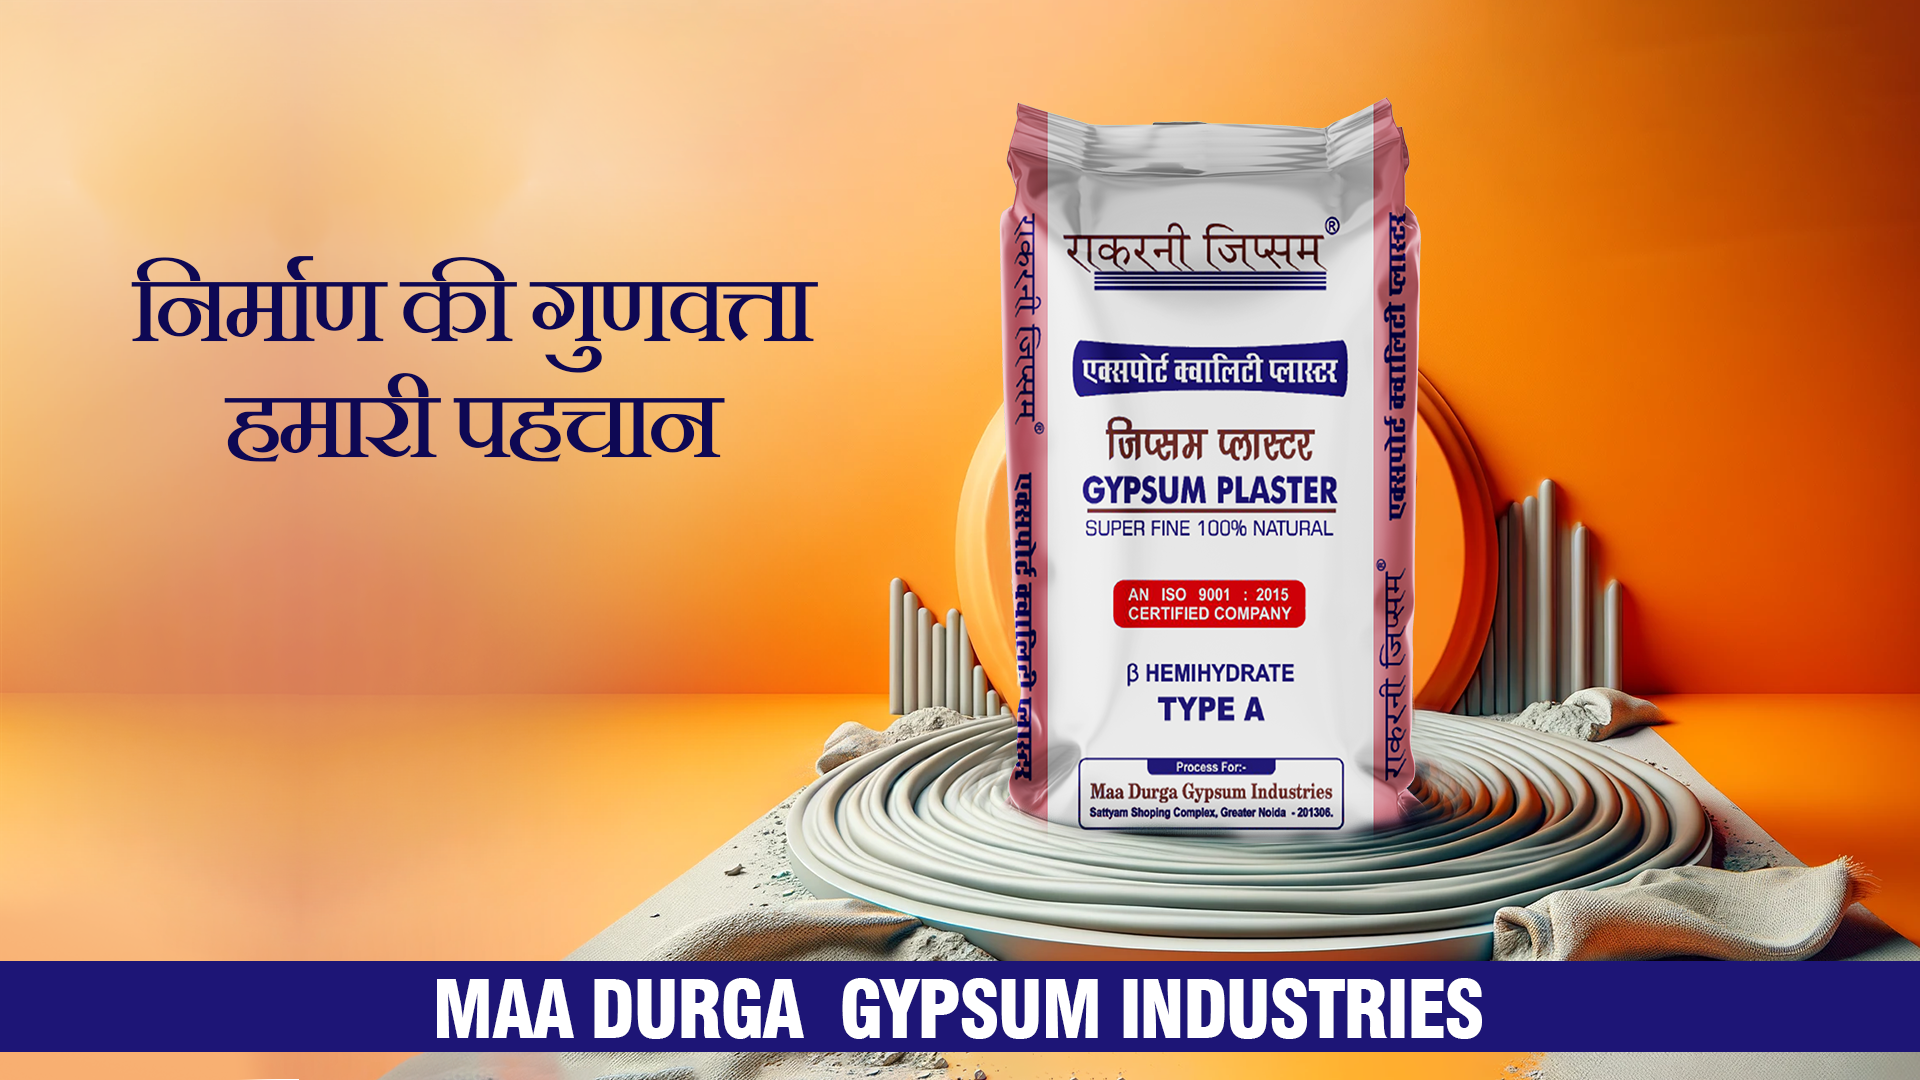 निर्माण की गुणवत्ता
हमारी पहचान
राकरनी जिप्सम®
एक्सपोर्ट क्वालिटी प्लास्टर
जिप्सम प्लास्टर
GYPSUM PLASTER
SUPER FINE 100% NATURAL
AN ISO 9001 : 2015
CERTIFIED COMPANY
β HEMIHYDRATE
TYPE A
Process For:-
Maa Durga Gypsum Industries
Sattyam Shoping Complex, Greater Noida - 201306.
राकरनी जिप्सम®
एक्सपोर्ट क्वालिटी प्लास्टर
एक्सपोर्ट क्वालिटी प्लास्टर
राकरनी जिप्सम®
MAA DURGA GYPSUM INDUSTRIES